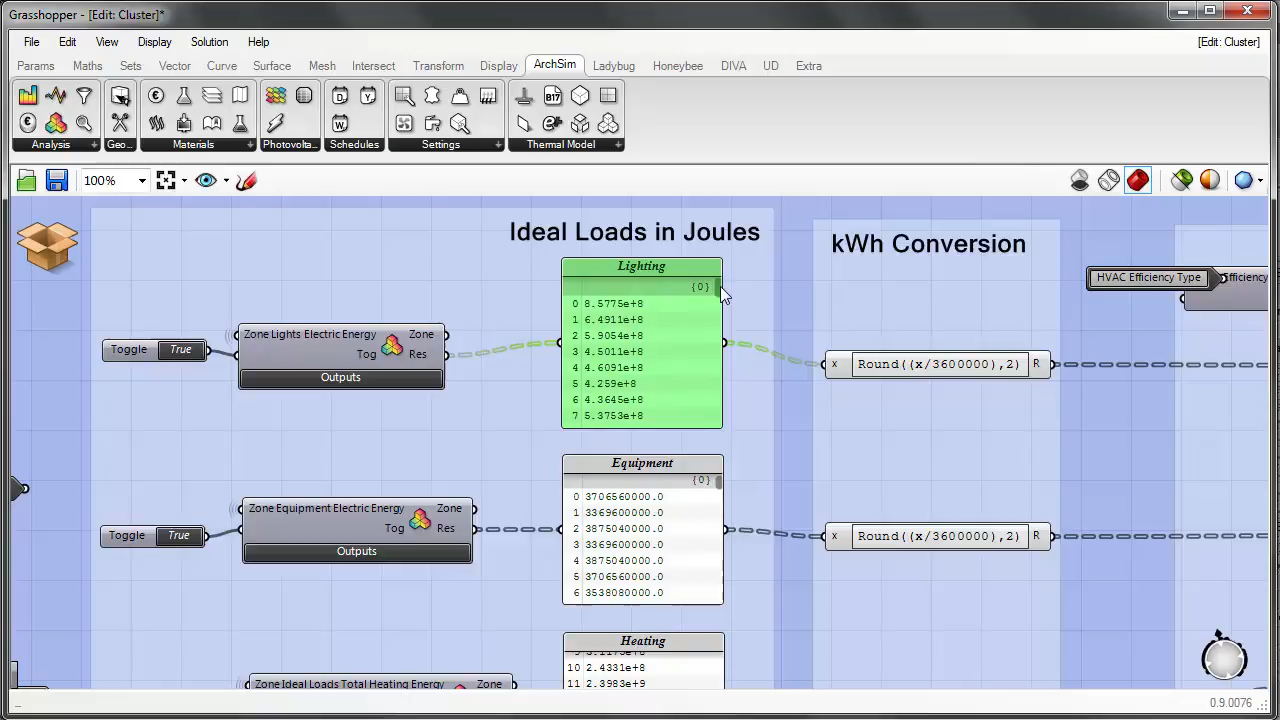 Grasshopper - [Edit: Cluster]*
File Edit View Display Solution Help [Edit: Cluster]
Params Maths Sets Vector Curve Surface Mesh Intersect Transform Display ArchSim Ladybug Honeybee DIVA UD Extra
Analysis Geo... Materials Photovolta... Schedules Settings Thermal Model
100%
Ideal Loads in Joules
kWh Conversion
Lighting
{0}
0 8.5775e+8
1 6.4911e+8
2 5.9054e+8
3 4.5011e+8
4 4.6091e+8
5 4.259e+8
6 4.3645e+8
7 5.3753e+8
HVAC Efficiency Type
Efficiency
Toggle True
Zone Lights Electric Energy Zone
Tog Res
Outputs
x Round((x/3600000),2) R
Equipment
{0}
0 3706560000.0
1 3369600000.0
2 3875040000.0
3 3369600000.0
4 3875040000.0
5 3706560000.0
6 3538080000.0
Toggle True
Zone Equipment Electric Energy Zone
Tog Res
Outputs
x Round((x/3600000),2) R
Heating
10 2.4331e+8
11 2.3983e+9
Zone Ideal Loads Total Heating Energy Zone
0.9.0076